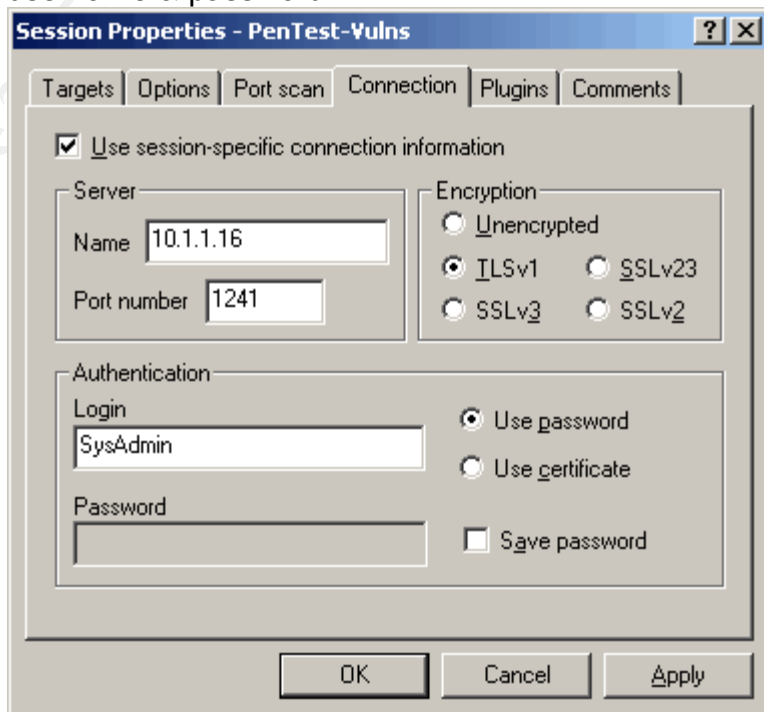 Session Properties - PenTest-Vulns
Targets Options Port scan Connection Plugins Comments
Use session-specific connection information
Server
Name 10.1.1.16
Port number 1241
Encryption
Unencrypted
TLSv1 SSLv23
SSLv3 SSLv2
Authentication
Login
SysAdmin
Use password
Use certificate
Password
Save password
OK Cancel Apply